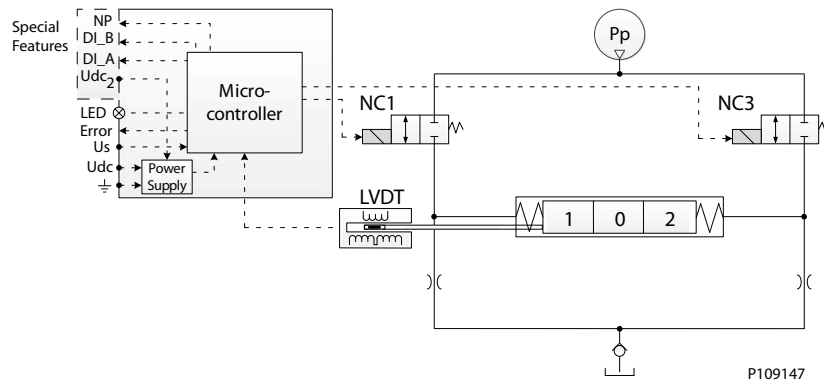 Special
Features
NP
DI_B
DI_A
Udc
2
LED
Error
Us
Udc
Micro-
controller
Power
Supply
Pp
NC1
NC3
LVDT
1 0 2
P109147